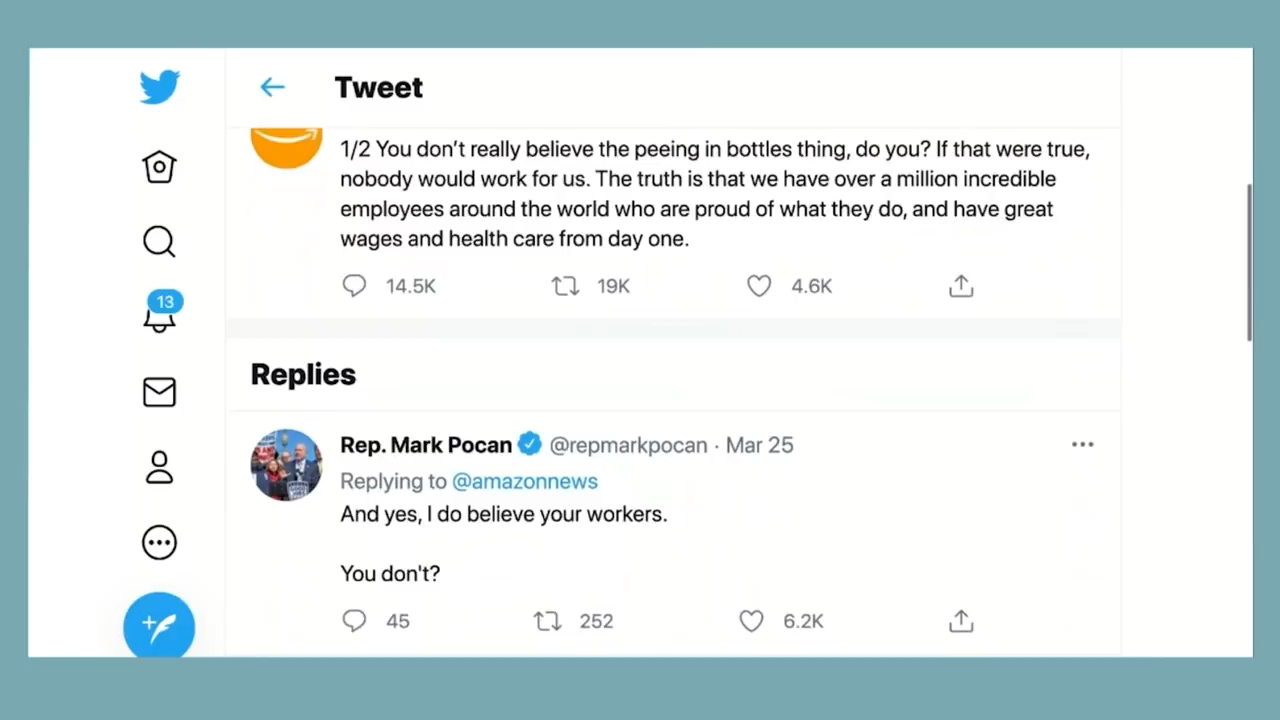 Tweet
1/2 You don't really believe the peeing in bottles thing, do you? If that were true,
nobody would work for us. The truth is that we have over a million incredible
employees around the world who are proud of what they do, and have great
wages and health care from day one.
14.5K 19K 4.6K
13
Replies
Rep. Mark Pocan @repmarkpocan · Mar 25
Replying to @amazonnews
And yes, I do believe your workers.
You don't?
45 252 6.2K